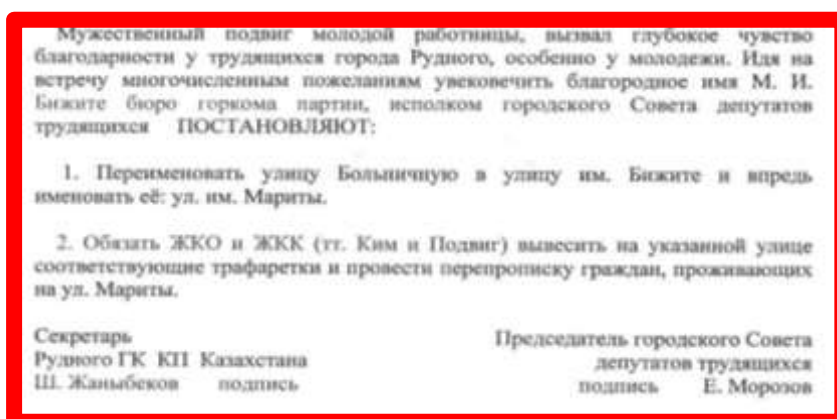 Мужественный подвиг молодой работницы, вызвал глубокое чувство
благодарности у трудящихся города Рудного, особенно у молодежи. Идя на
встречу многочисленным пожеланиям увековечить благородное имя М. И.
Бижите бюро горкома партии, исполком городского Совета депутатов
трудящихся ПОСТАНОВЛЯЮТ:
1. Переименовать улицу Больничную в улицу им. Бижите и впредь
именовать её: ул. им. Мариты.
2. Обязать ЖКО и ЖКК (тт. Ким и Подвиг) вывесить на указанной улице
соответствующие трафаретки и провести перепрописку граждан, проживающих
на ул. Мариты.
Секретарь
Рудного ГК КП Казахстана
Ш. Жаныбеков подпись
Председатель городского Совета
депутатов трудящихся
подпись Е. Морозов